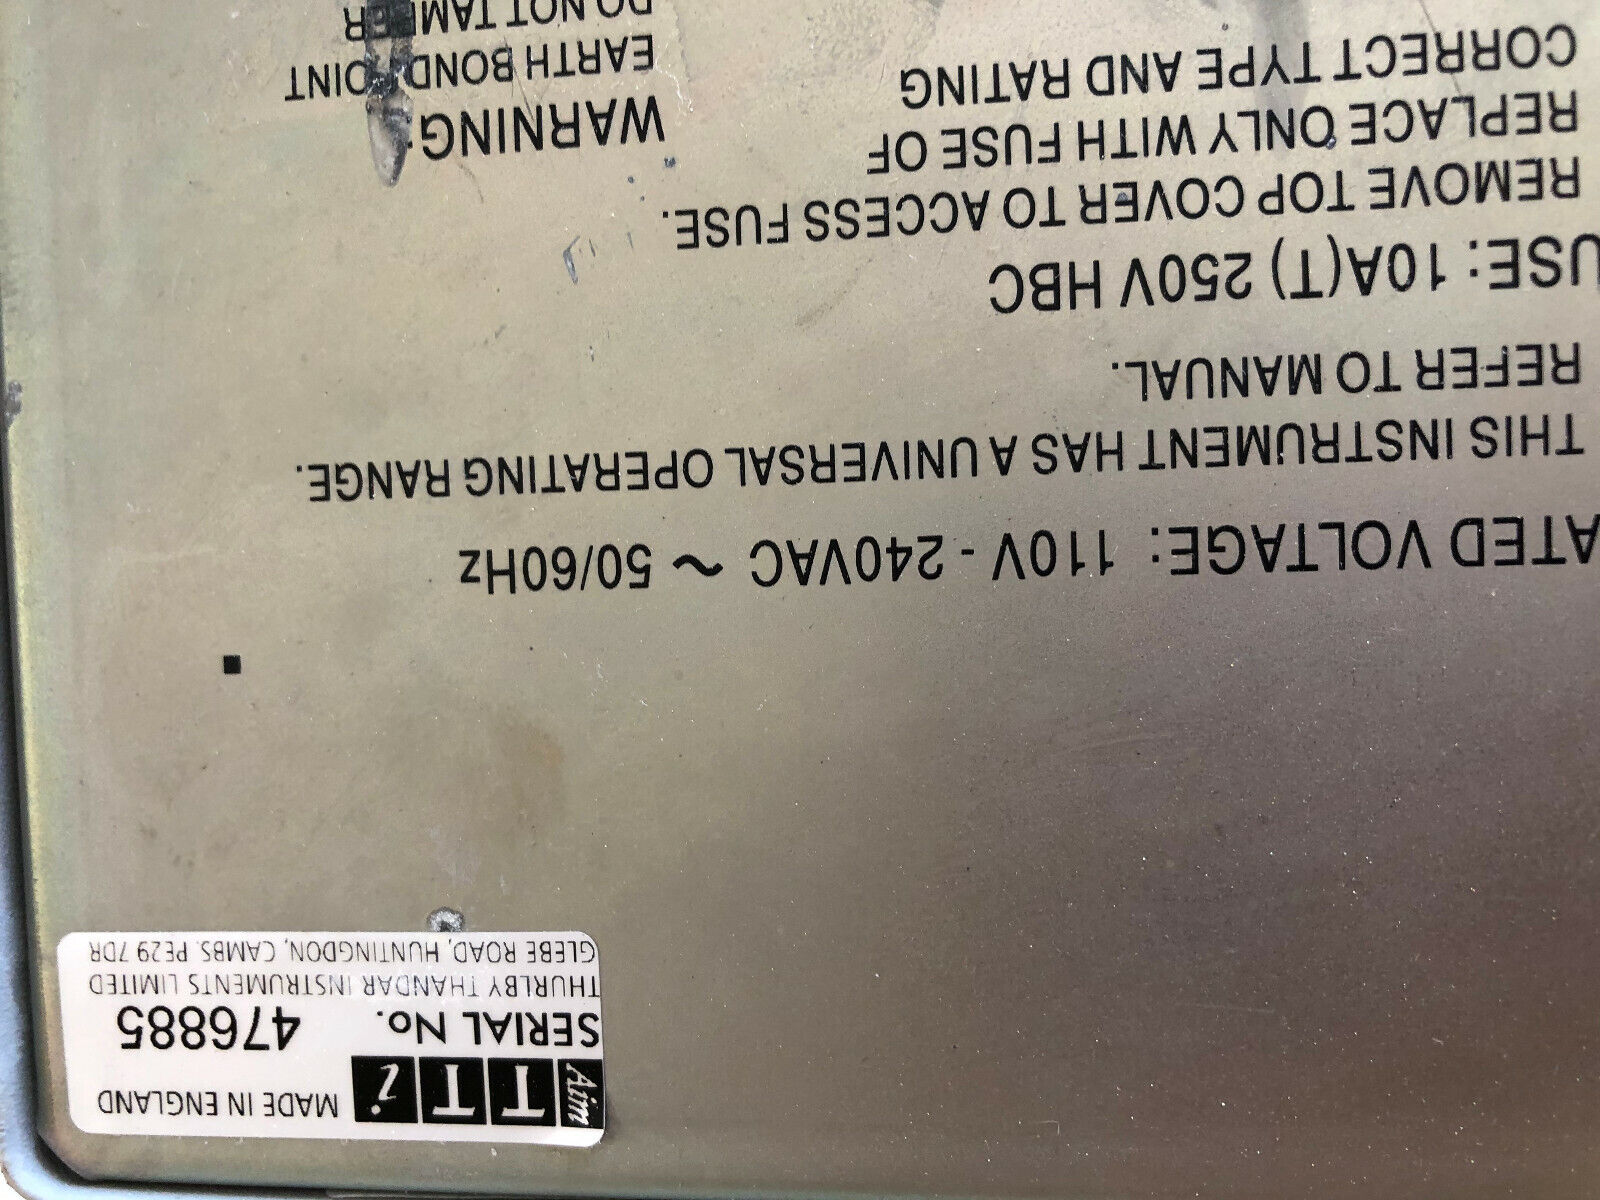 Aim TTi MADE IN ENGLAND
SERIAL No. 476885
THURLBY THANDAR INSTRUMENTS LIMITED
GLEBE ROAD, HUNTINGDON, CAMBS. PE29 7DR
ATED VOLTAGE: 110V - 240VAC ~ 50/60Hz
THIS INSTRUMENT HAS A UNIVERSAL OPERATING RANGE.
REFER TO MANUAL.
USE: 10A(T) 250V HBC
REMOVE TOP COVER TO ACCESS FUSE.
REPLACE ONLY WITH FUSE OF
CORRECT TYPE AND RATING
WARNING:
EARTH BOND POINT
DO NOT TAMPER